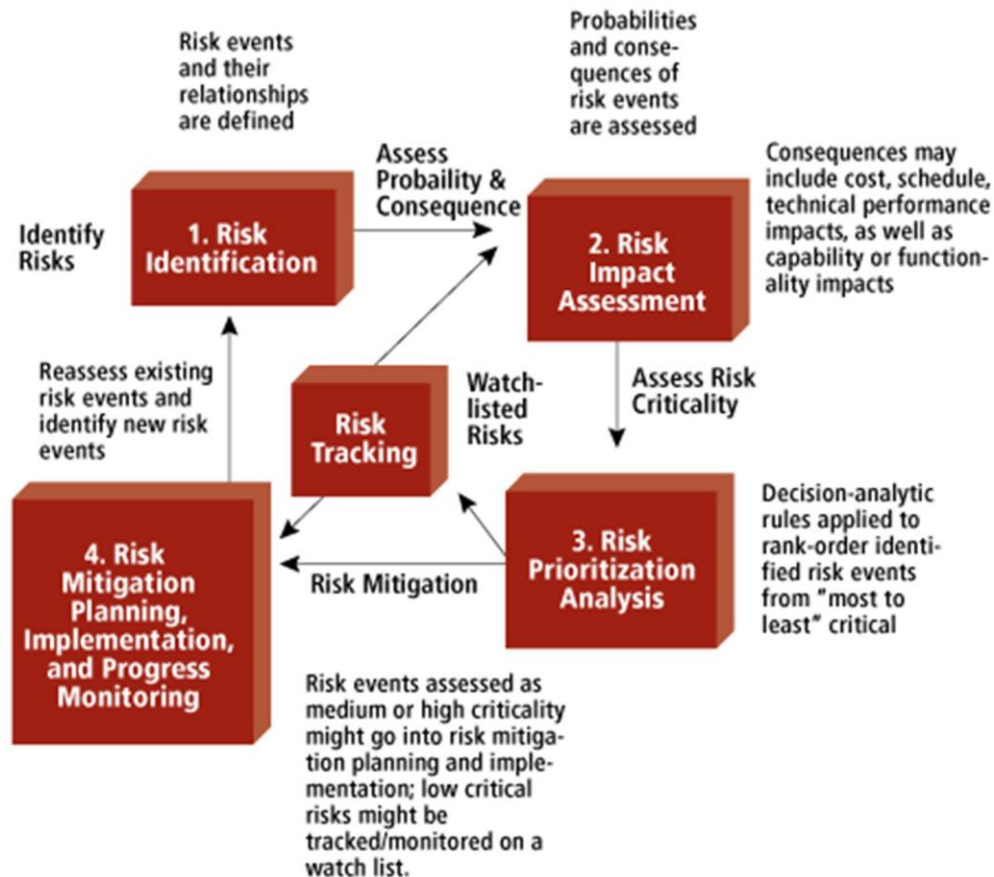 Risk events
and their
relationships
are defined
Probabilities
and conse-
quences of
risk events
are assessed
Assess
Probaility &
Consequence
Consequences may
include cost, schedule,
technical performance
impacts, as well as
capability or function-
ality impacts
Identify
Risks
1. Risk
Identification
2. Risk
Impact
Assessment
Reassess existing
risk events and
identify new risk
events
Risk
Tracking
Watch-
listed
Risks
Assess Risk
Criticality
4. Risk
Mitigation
Planning,
Implementation,
and Progress
Monitoring
Risk Mitigation
3. Risk
Prioritization
Analysis
Decision-analytic
rules applied to
rank-order identi-
fied risk events
from "most to
least" critical
Risk events assessed as
medium or high criticality
might go into risk mitiga-
tion planning and imple-
mentation; low critical
risks might be
tracked/monitored on a
watch list.